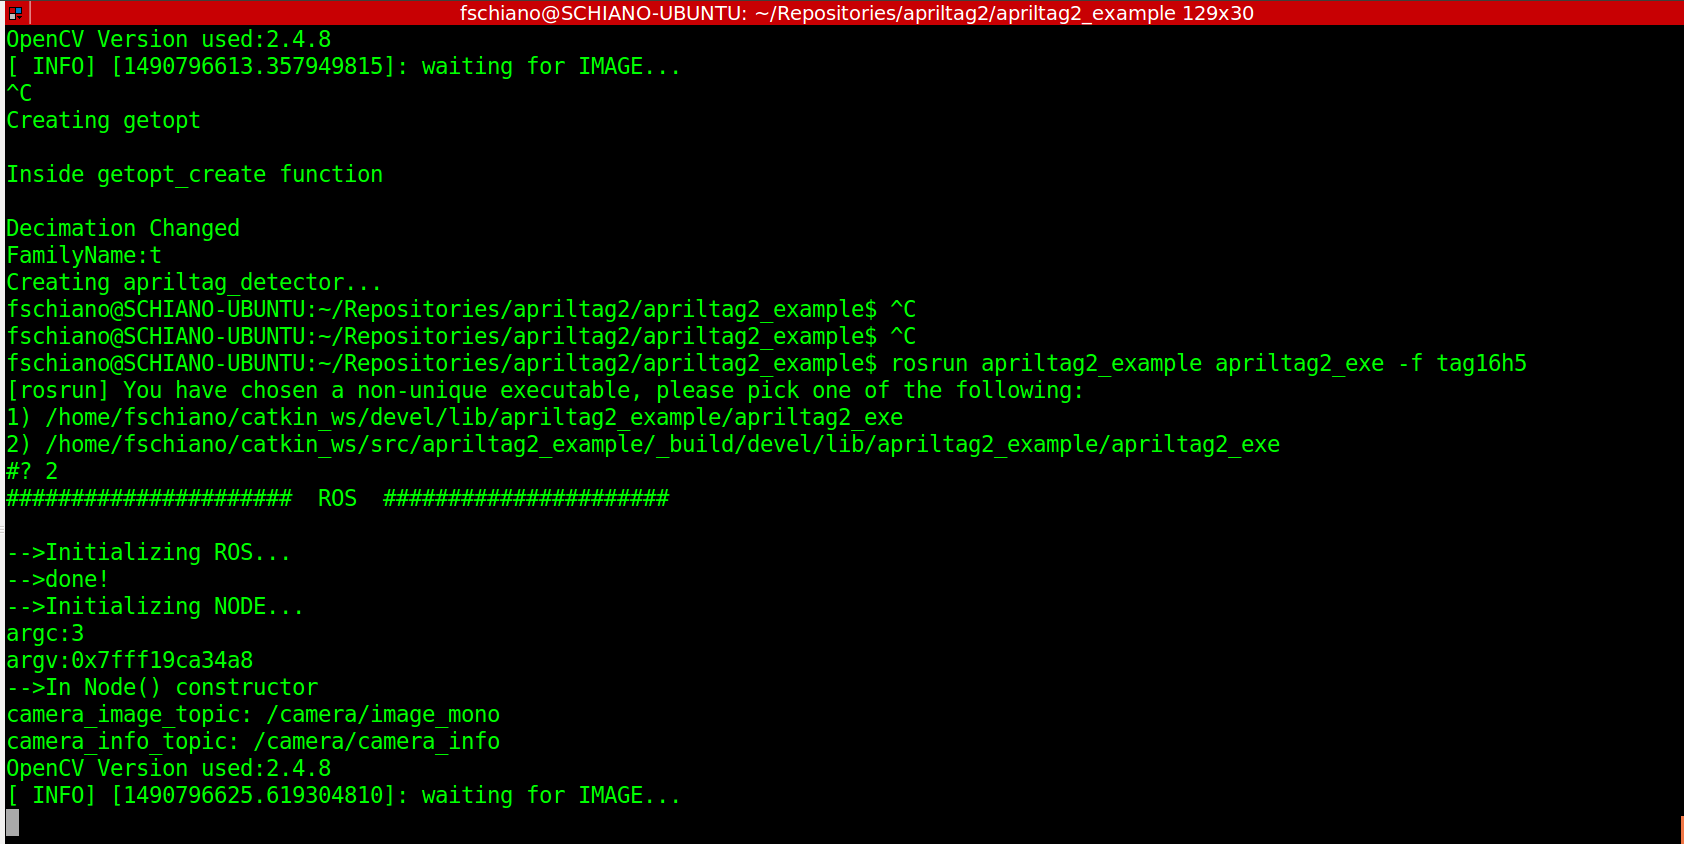 fschiano@SCHIANO-UBUNTU: ~/Repositories/apriltag2/apriltag2_example 129x30
OpenCV Version used:2.4.8
[ INFO] [1490796613.357949815]: waiting for IMAGE...
^C
Creating getopt
Inside getopt_create function
Decimation Changed
FamilyName:t
Creating apriltag_detector...
fschiano@SCHIANO-UBUNTU:~/Repositories/apriltag2/apriltag2_example$ ^C
fschiano@SCHIANO-UBUNTU:~/Repositories/apriltag2/apriltag2_example$ ^C
fschiano@SCHIANO-UBUNTU:~/Repositories/apriltag2/apriltag2_example$ rosrun apriltag2_example apriltag2_exe -f tag16h5
[rosrun] You have chosen a non-unique executable, please pick one of the following:
1) /home/fschiano/catkin_ws/devel/lib/apriltag2_example/apriltag2_exe
2) /home/fschiano/catkin_ws/src/apriltag2_example/_build/devel/lib/apriltag2_example/apriltag2_exe
#? 2
######################  ROS  ######################
-->Initializing ROS...
-->done!
-->Initializing NODE...
argc:3
argv:0x7fff19ca34a8
-->In Node() constructor
camera_image_topic: /camera/image_mono
camera_info_topic: /camera/camera_info
OpenCV Version used:2.4.8
[ INFO] [1490796625.619304810]: waiting for IMAGE...